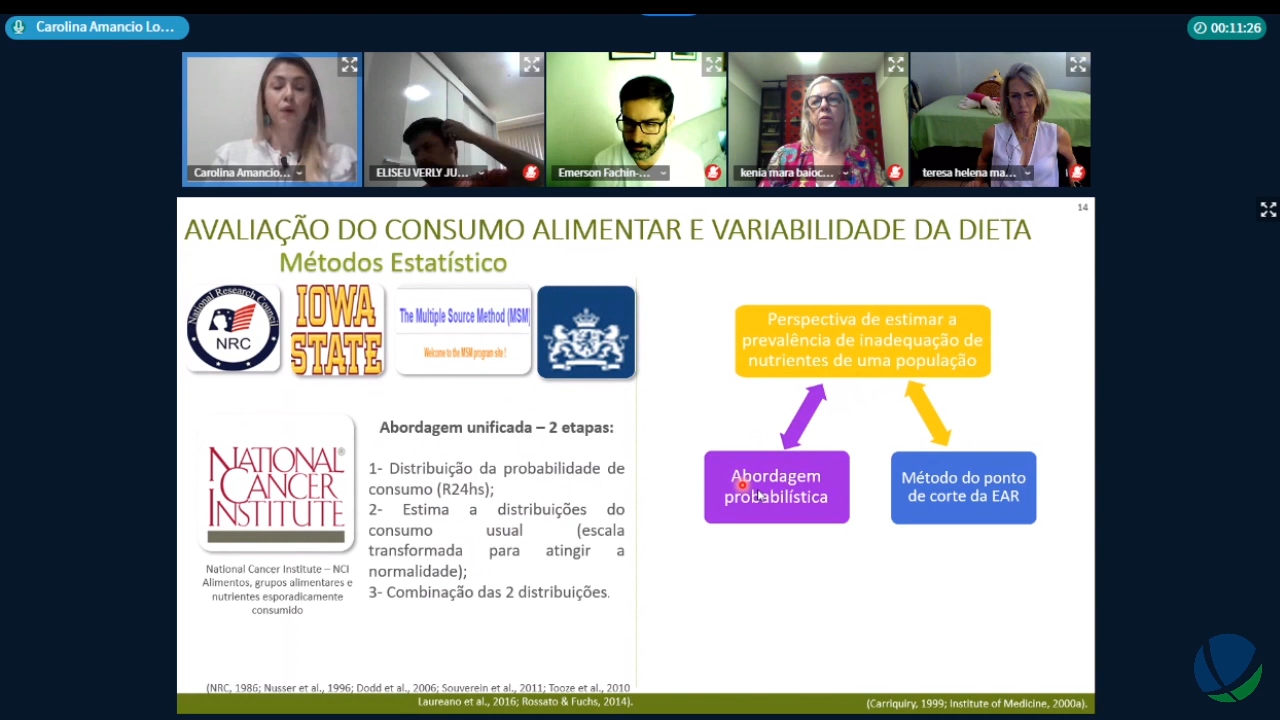 Carolina Amancio Lo...
00:11:26
Carolina Amancio...
ELISEU VERLY JU...
Emerson Fachin-...
kenia mara baioc...
teresa helena ma...
14
AVALIAÇÃO DO CONSUMO ALIMENTAR E VARIABILIDADE DA DIETA
Métodos Estatístico
National Research Council
NRC
IOWA
STATE
The Multiple Source Method (MSM)
Welcome to the MSM program site !
Perspectiva de estimar a
prevalência de inadequação de
nutrientes de uma população
Abordagem
probabilística
Método do ponto
de corte da EAR
NATIONAL®
CANCER
INSTITUTE
National Cancer Institute – NCI
Alimentos, grupos alimentares e
nutrientes esporadicamente
consumido
Abordagem unificada – 2 etapas:
1- Distribuição da probabilidade de
consumo (R24hs);
2- Estima a distribuições do
consumo usual (escala
transformada para atingir a
normalidade);
3- Combinação das 2 distribuições.
(NRC, 1986; Nusser et al., 1996; Dodd et al., 2006; Souverein et al., 2011; Tooze et al., 2010
Laureano et al., 2016; Rossato & Fuchs, 2014).
(Carriquiry, 1999; Institute of Medicine, 2000a).